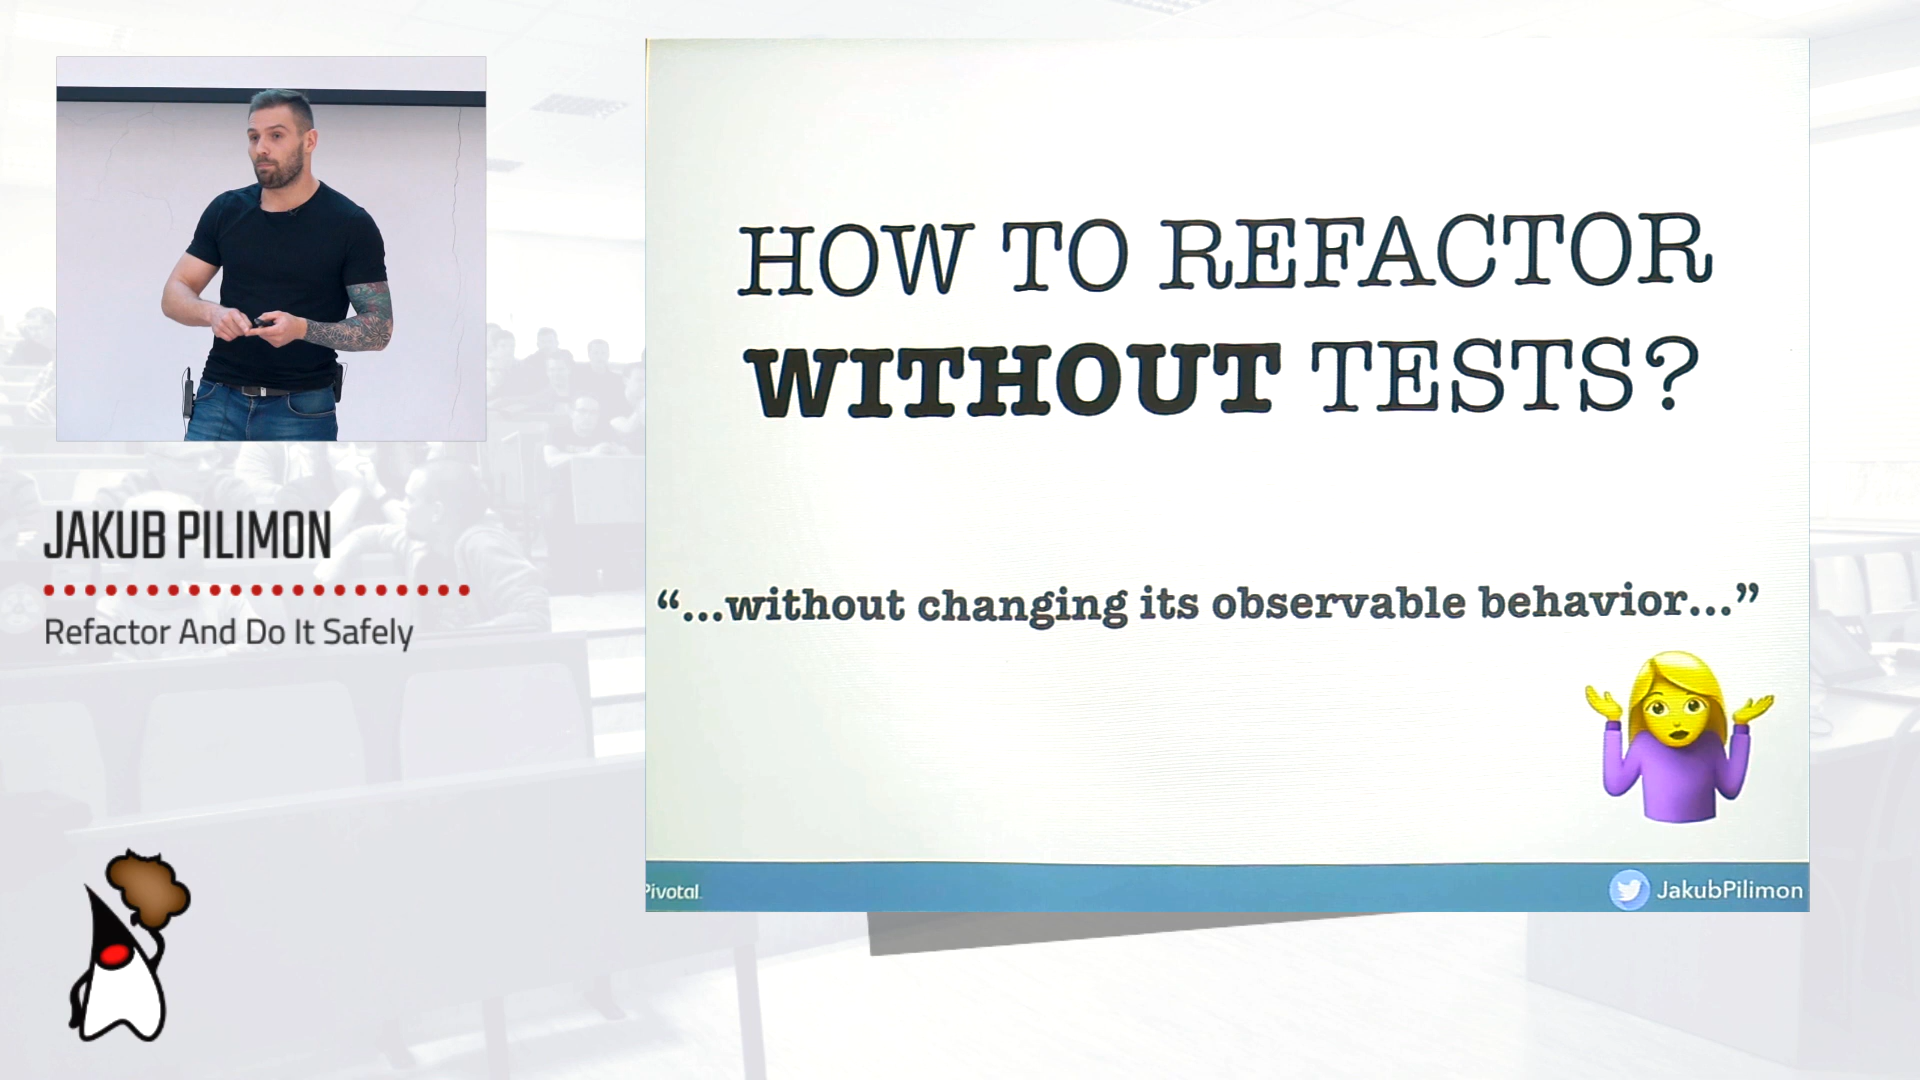 JAKUB PILIMON
Refactor And Do It Safely
HOW TO REFACTOR
WITHOUT TESTS?
“...without changing its observable behavior...”
Pivotal.
JakubPilimon